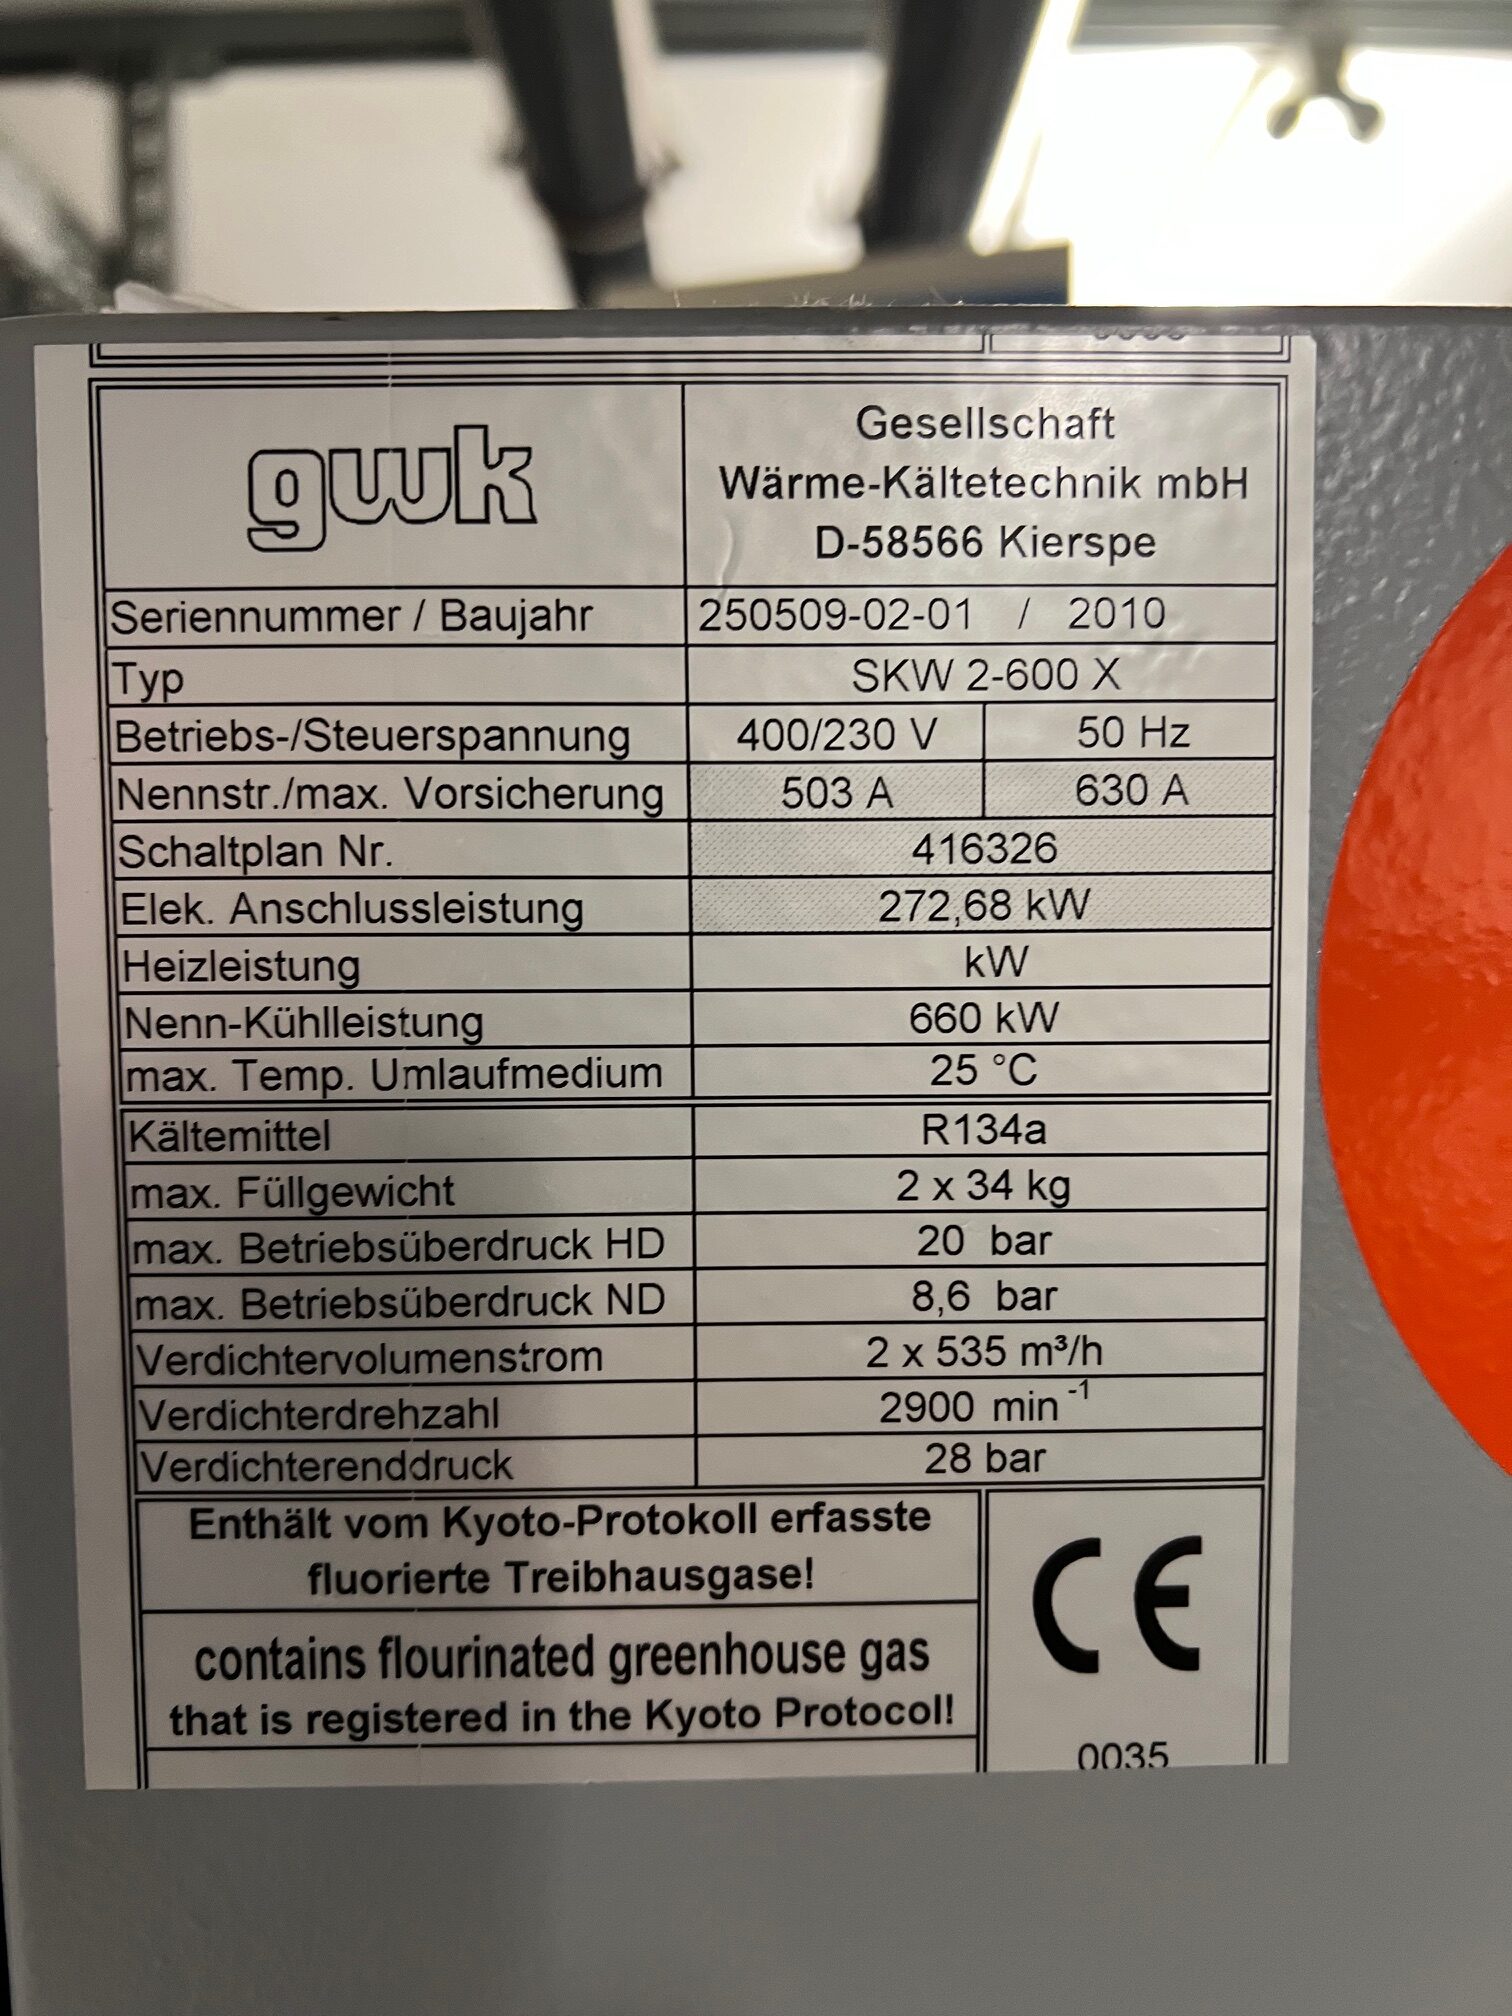 gwk
Gesellschaft
Wärme-Kältetechnik mbH
D-58566 Kierspe
Seriennummer / Baujahr 250509-02-01 / 2010
Typ SKW 2-600 X
Betriebs-/Steuerspannung 400/230 V 50 Hz
Nennstr./max. Vorsicherung 503 A 630 A
Schaltplan Nr. 416326
Elek. Anschlussleistung 272,68 kW
Heizleistung kW
Nenn-Kühlleistung 660 kW
max. Temp. Umlaufmedium 25 °C
Kältemittel R134a
max. Füllgewicht 2 x 34 kg
max. Betriebsüberdruck HD 20 bar
max. Betriebsüberdruck ND 8,6 bar
Verdichtervolumenstrom 2 x 535 m³/h
Verdichterdrehzahl 2900 min⁻¹
Verdichterenddruck 28 bar
Enthält vom Kyoto-Protokoll erfasste
fluorierte Treibhausgase!
contains flourinated greenhouse gas
that is registered in the Kyoto Protocol!
CE
0035